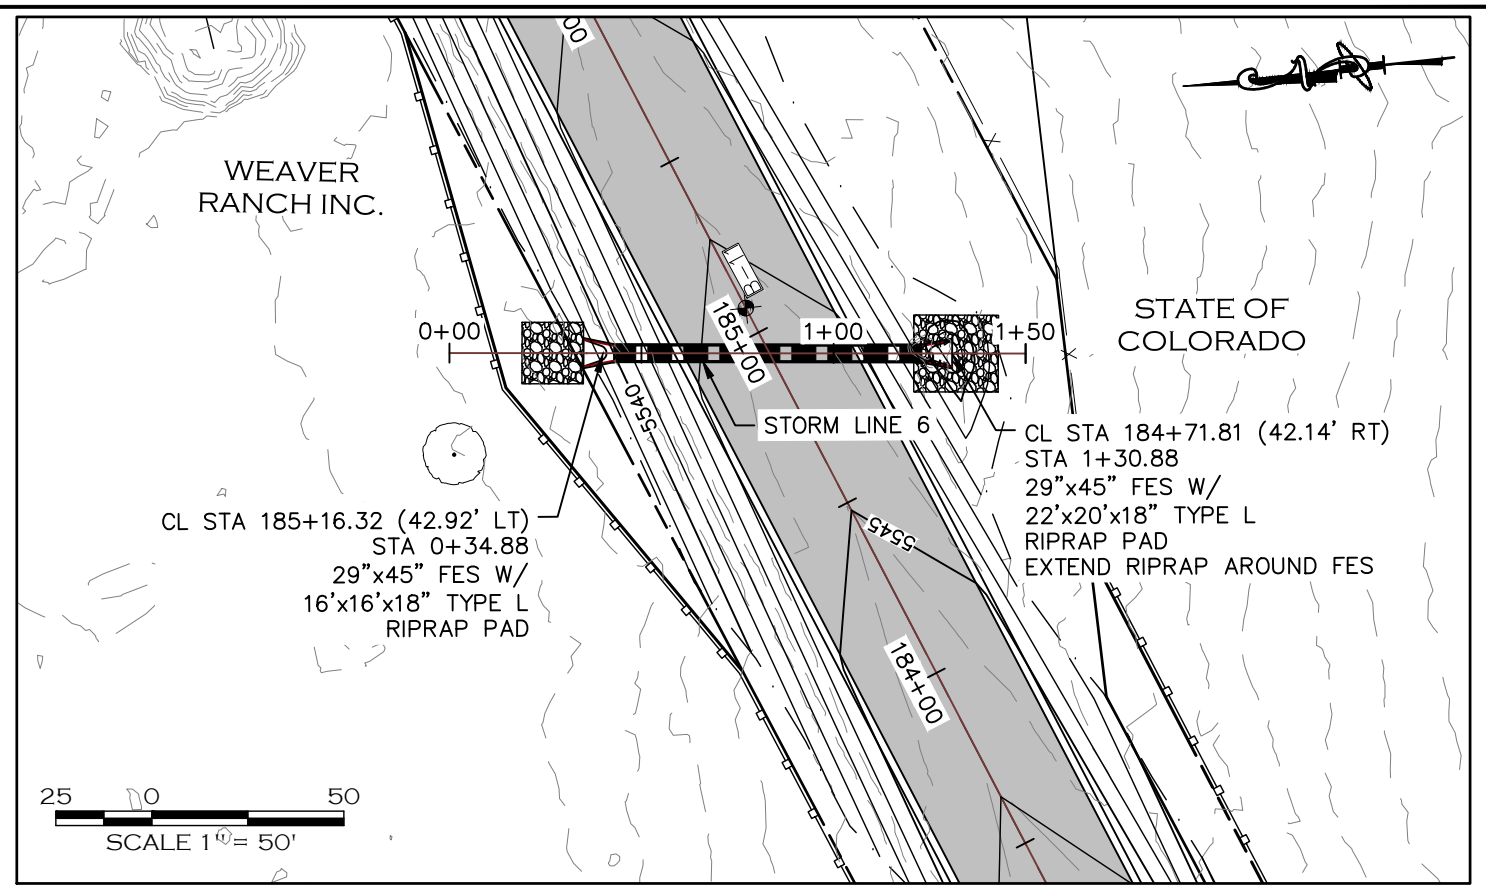 00
WEAVER
RANCH INC.
STATE OF
COLORADO
0+00
185+00
1+00
1+50
B-11
5540
STORM LINE 6
CL STA 184+71.81 (42.14' RT)
STA 1+30.88
29"x45" FES W/
22'x20'x18" TYPE L
RIPRAP PAD
EXTEND RIPRAP AROUND FES
CL STA 185+16.32 (42.92' LT)
STA 0+34.88
29"x45" FES W/
16'x16'x18" TYPE L
RIPRAP PAD
5545
184+00
25 0 50
SCALE 1" = 50'